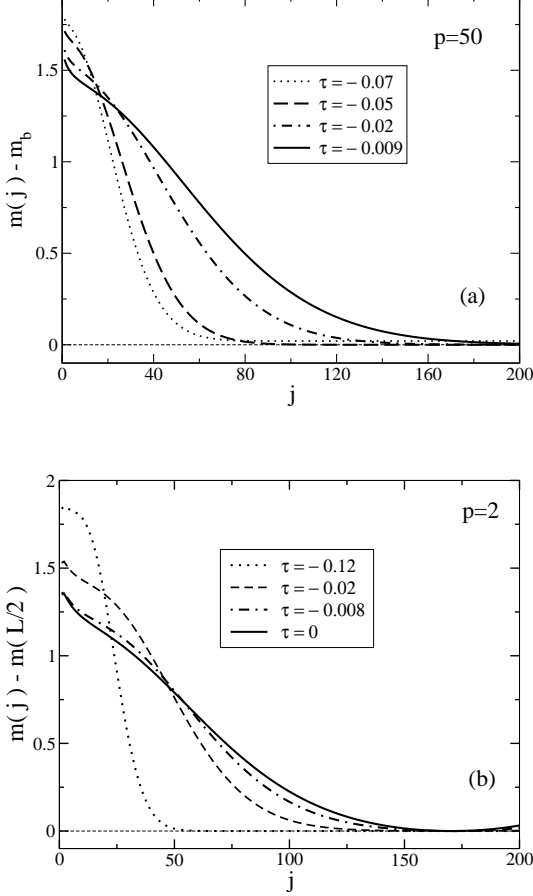 p=50
1.5
τ = − 0.07
τ = − 0.05
τ = − 0.02
τ = − 0.009
1
m( j ) - m_b
0.5
(a)
0
0 40 80 120 160 200
j
2
p=2
1.5
τ = − 0.12
τ = − 0.02
τ = − 0.008
τ = 0
1
m( j ) - m( L/2 )
0.5
(b)
0
0 50 100 150 200
j